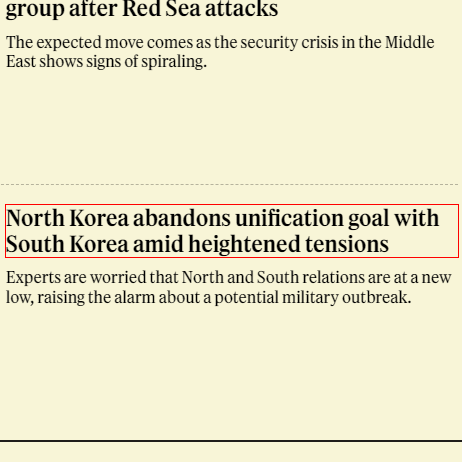 group after Red Sea attacks
The expected move comes as the security crisis in the Middle
East shows signs of spiraling.
North Korea abandons unification goal with
South Korea amid heightened tensions
Experts are worried that North and South relations are at a new
low, raising the alarm about a potential military outbreak.